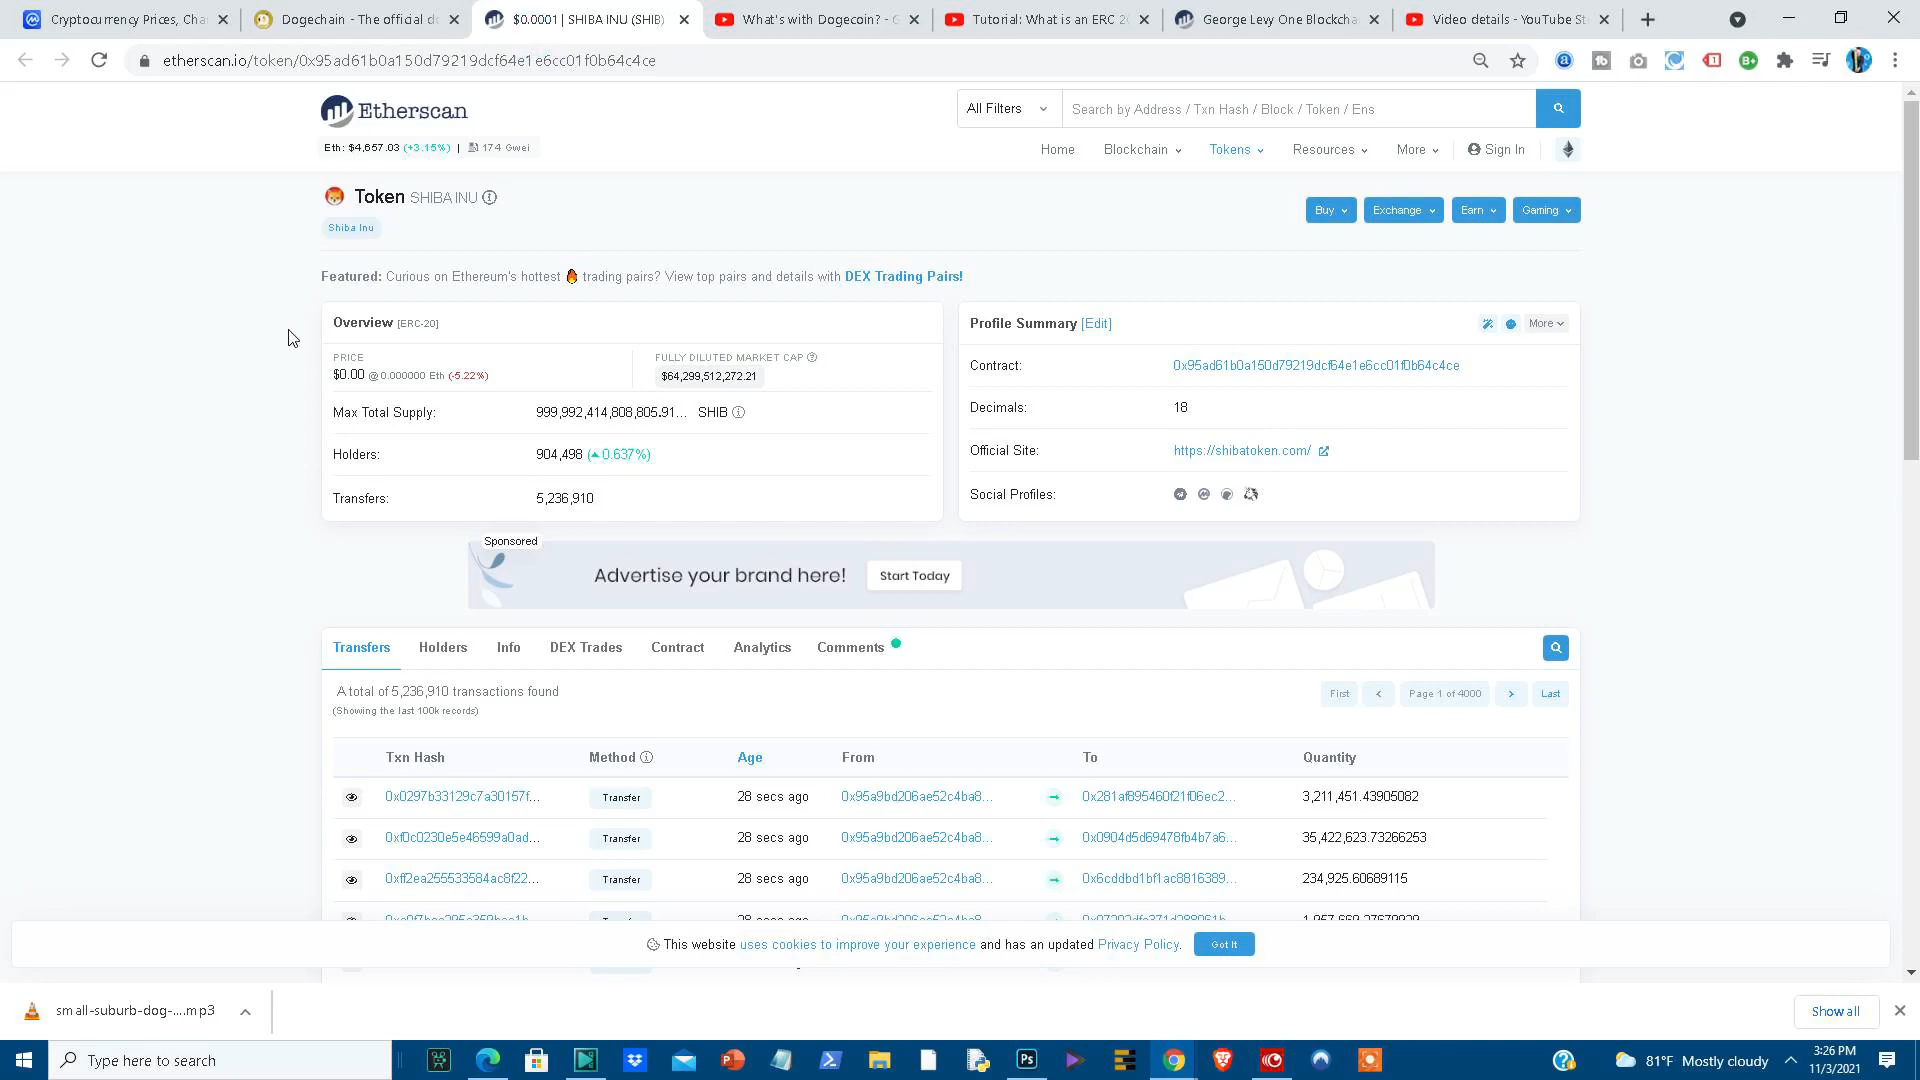 Cryptocurrency Prices, Cha
Dogechain - The official do
$0.0001 | SHIBA INU (SHIB)
What's with Dogecoin? - G
Tutorial: What is an ERC 20
George Levy One Blockcha
Video details - YouTube St
etherscan.io/token/0x95ad61b0a150d79219dcf64e1e6cc01f0b64c4ce
Etherscan
All Filters
Search by Address / Txn Hash / Block / Token / Ens
Eth: $4,657.03 (+3.15%) | 174 Gwei
Home Blockchain Tokens Resources More Sign In
Token SHIBA INU
Shiba Inu
Buy Exchange Earn Gaming
Featured: Curious on Ethereum's hottest trading pairs? View top pairs and details with DEX Trading Pairs!
Overview [ERC-20]
PRICE
$0.00 @ 0.000000 Eth (-5.22%)
FULLY DILUTED MARKET CAP
$64,299,512,272.21
Max Total Supply: 999,992,414,808,805.91... SHIB
Holders: 904,498 (0.637%)
Transfers: 5,236,910
Profile Summary [Edit]
More
Contract: 0x95ad61b0a150d79219dcf64e1e6cc01f0b64c4ce
Decimals: 18
Official Site: https://shibatoken.com/
Social Profiles:
Sponsored
Advertise your brand here! Start Today
Transfers Holders Info DEX Trades Contract Analytics Comments
A total of 5,236,910 transactions found
(Showing the last 100k records)
First < Page 1 of 4000 > Last
Txn Hash Method Age From To Quantity
0x0297b33129c7a30157f... Transfer 28 secs ago 0x95a9bd206ae52c4ba8... 0x281af895460f21f06ec2... 3,211,451.43905082
0xf0c0230e5e46599a0ad... Transfer 28 secs ago 0x95a9bd206ae52c4ba8... 0x0904d5d69478fb4b7a6... 35,422,623.73266253
0xff2ea255533584ac8f22... Transfer 28 secs ago 0x95a9bd206ae52c4ba8... 0x6cddbd1bf1ac8816389... 234,925.60689115
This website uses cookies to improve your experience and has an updated Privacy Policy. Got It
small-suburb-dog-....mp3
Show all
Type here to search
81°F Mostly cloudy
3:26 PM
11/3/2021